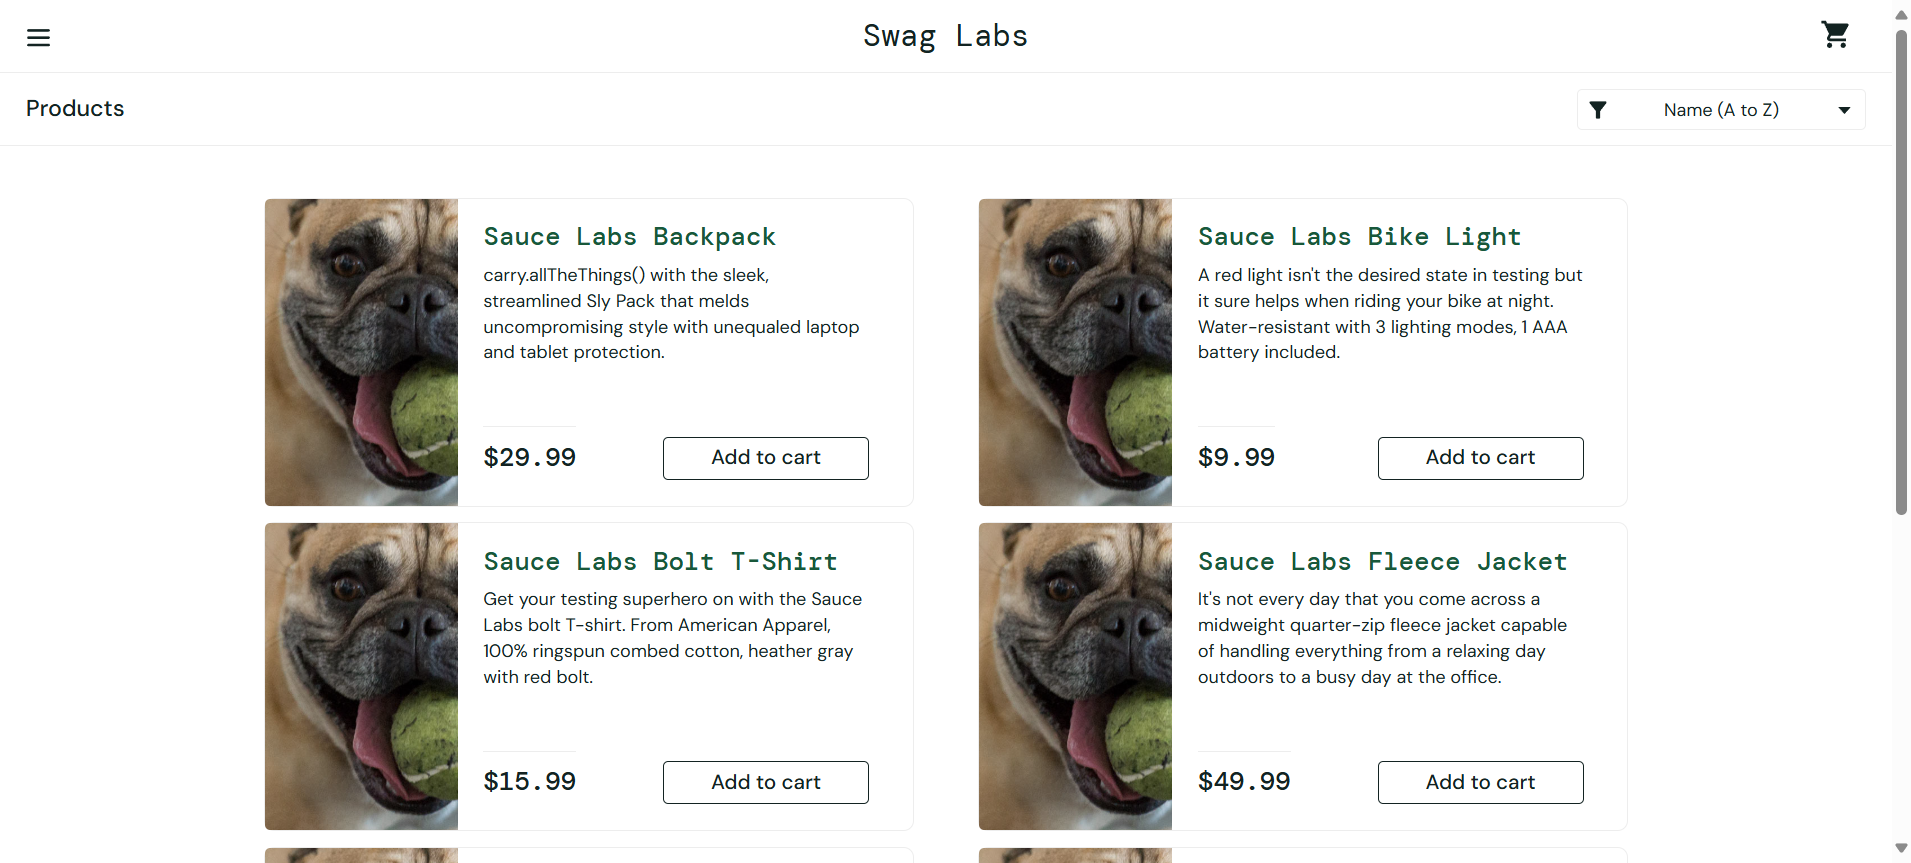 Swag Labs
Products
Name (A to Z)
Sauce Labs Backpack
carry.allTheThings() with the sleek,
streamlined Sly Pack that melds
uncompromising style with unequaled laptop
and tablet protection.
$29.99
Add to cart
Sauce Labs Bike Light
A red light isn't the desired state in testing but
it sure helps when riding your bike at night.
Water-resistant with 3 lighting modes, 1 AAA
battery included.
$9.99
Add to cart
Sauce Labs Bolt T-Shirt
Get your testing superhero on with the Sauce
Labs bolt T-shirt. From American Apparel,
100% ringspun combed cotton, heather gray
with red bolt.
$15.99
Add to cart
Sauce Labs Fleece Jacket
It's not every day that you come across a
midweight quarter-zip fleece jacket capable
of handling everything from a relaxing day
outdoors to a busy day at the office.
$49.99
Add to cart